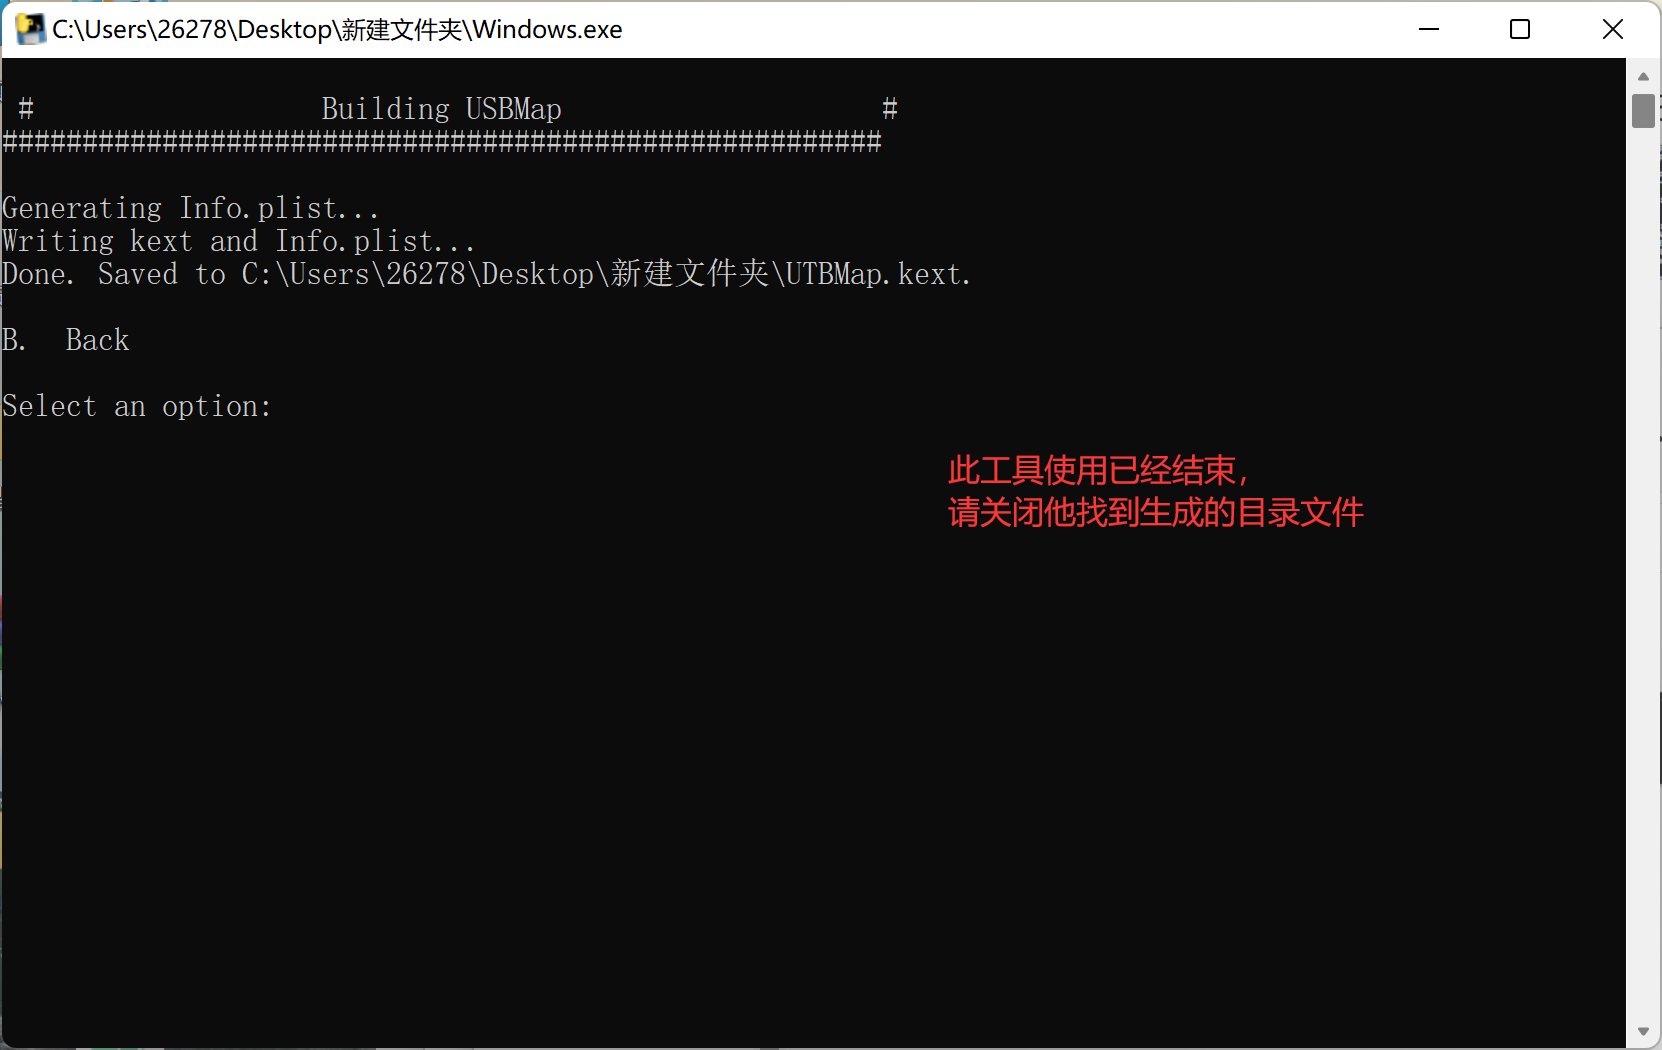 C:\Users\26278\Desktop\新建文件夹\Windows.exe
# Building USBMap #
#######################################################
Generating Info.plist...
Writing kext and Info.plist...
Done. Saved to C:\Users\26278\Desktop\新建文件夹\UTBMap.kext.
B. Back
Select an option:
此工具使用已经结束，
请关闭他找到生成的目录文件